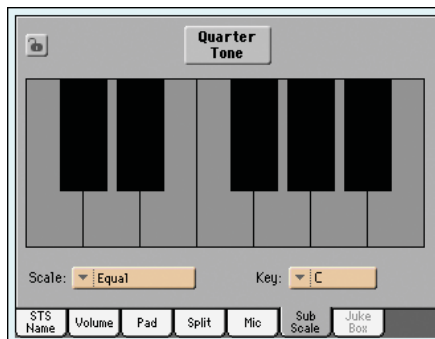 Quarter
Tone
Scale: Equal Key: C
STS
Name Volume Pad Split Mic Sub
Scale Juke
Box